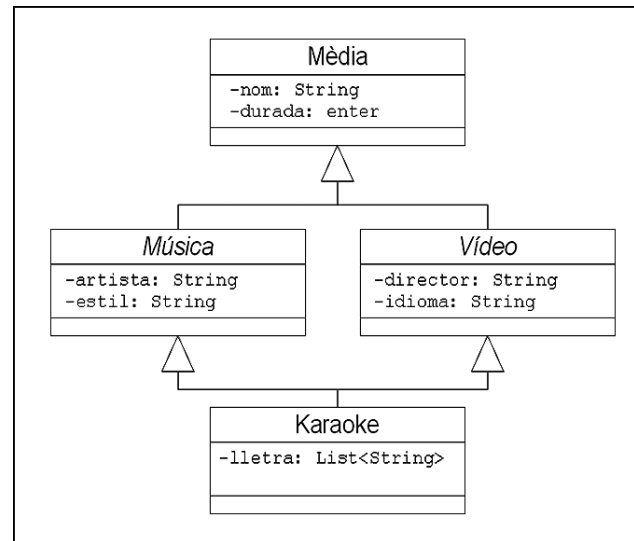 Mèdia
-nom: String
-durada: enter
Música
-artista: String
-estil: String
Vídeo
-director: String
-idioma: String
Karaoke
-lletra: List<String>